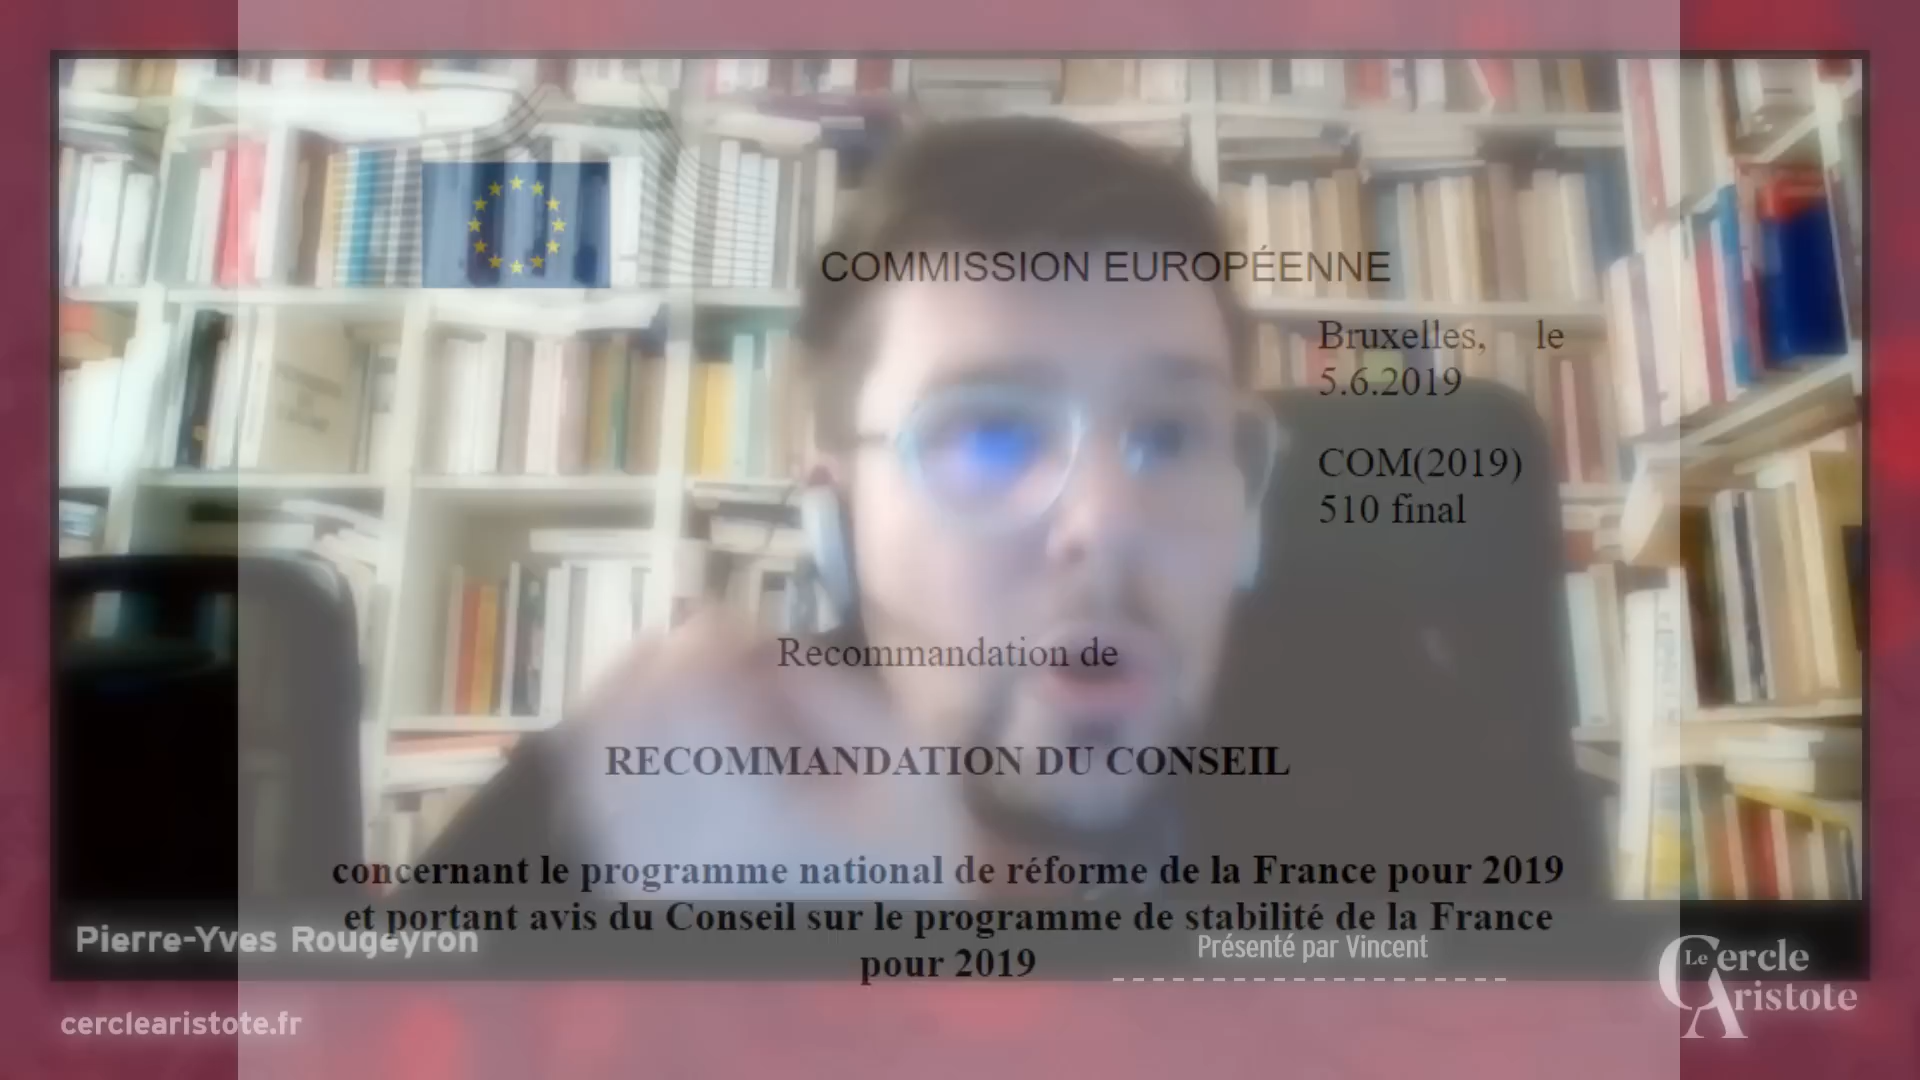 COMMISSION EUROPÉENNE
Bruxelles, le
5.6.2019
COM(2019)
510 final
Recommandation de
RECOMMANDATION DU CONSEIL
concernant le programme national de réforme de la France pour 2019
et portant avis du Conseil sur le programme de stabilité de la France
pour 2019
Pierre-Yves Rougeyron
Présenté par Vincent
Le Cercle
Aristote
cerclearistote.fr